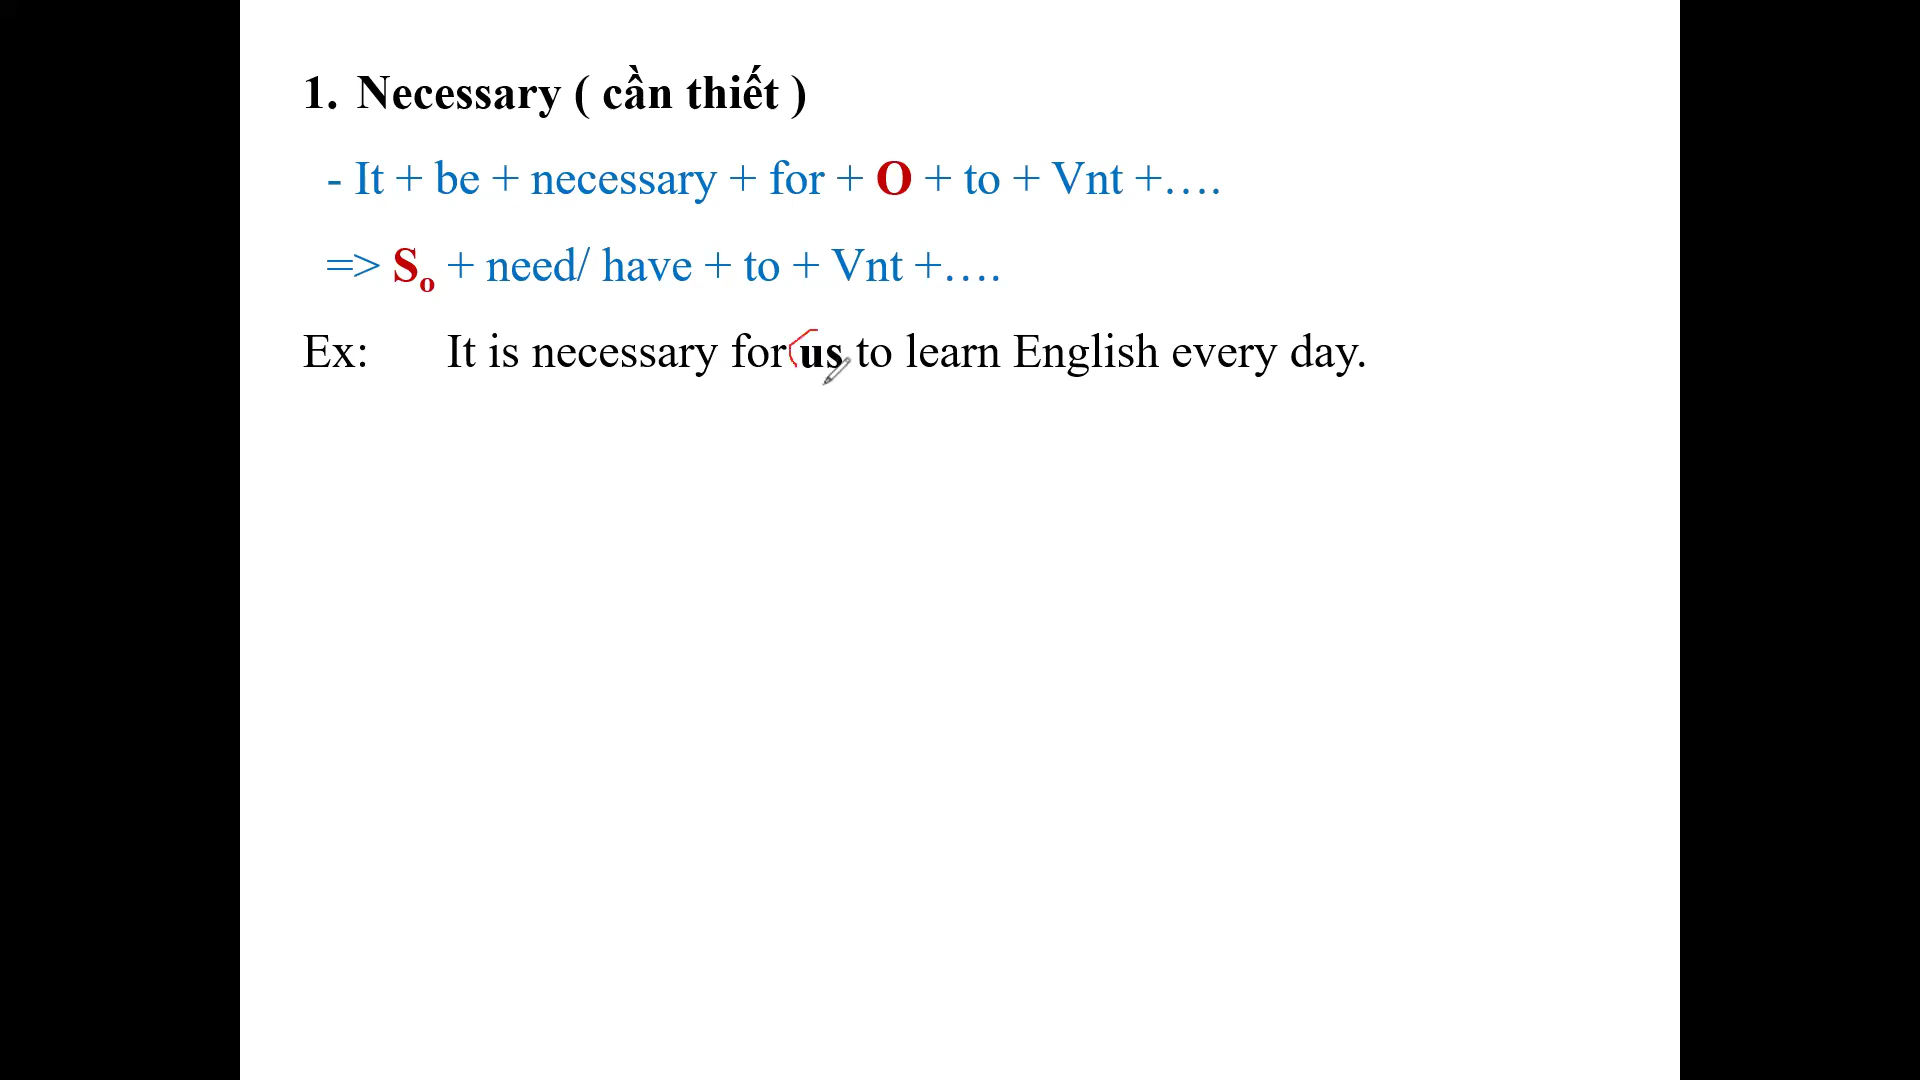 1. Necessary ( cần thiết )
- It + be + necessary + for + O + to + Vnt +….
=> So + need/ have + to + Vnt +….
Ex: It is necessary for us to learn English every day.